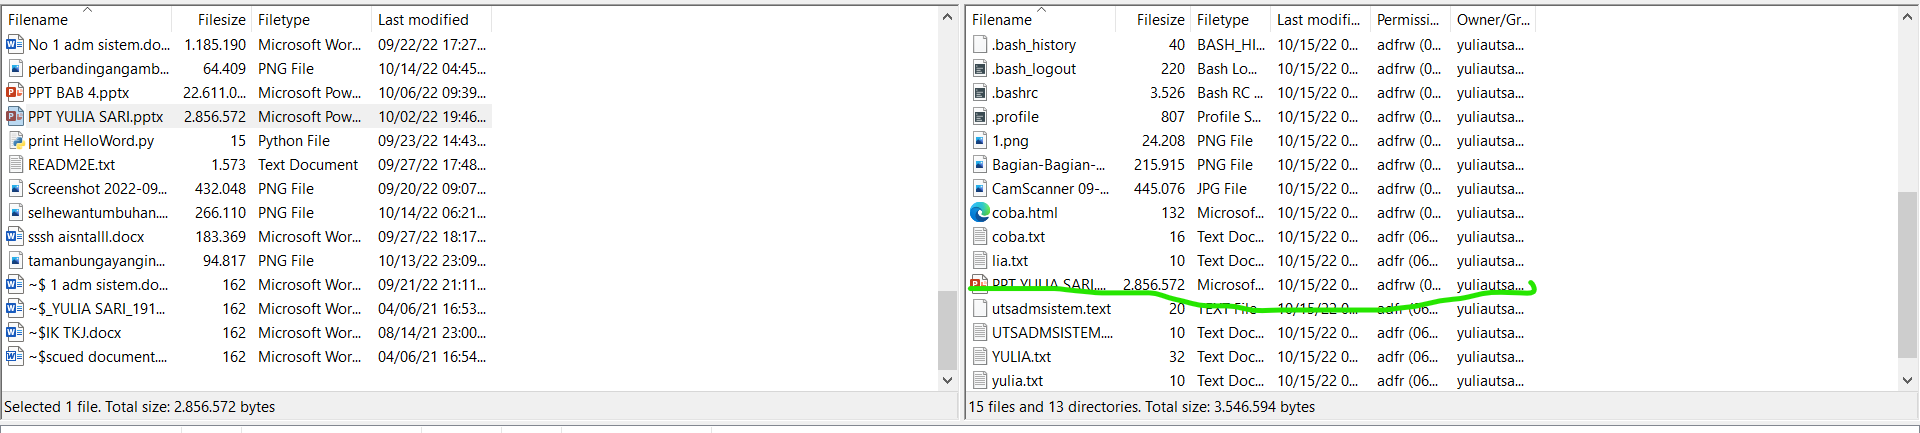 Filename Filesize Filetype Last modified
No 1 adm sistem.do... 1.185.190 Microsoft Wor... 09/22/22 17:27...
perbandingangamb... 64.409 PNG File 10/14/22 04:45...
PPT BAB 4.pptx 22.611.0... Microsoft Pow... 10/06/22 09:39...
PPT YULIA SARI.pptx 2.856.572 Microsoft Pow... 10/02/22 19:46...
print HelloWord.py 15 Python File 09/23/22 14:43...
READM2E.txt 1.573 Text Document 09/27/22 17:48...
Screenshot 2022-09... 432.048 PNG File 09/20/22 09:07...
selhewantumbuhan... 266.110 PNG File 10/14/22 06:21...
sssh aisntalll.docx 183.369 Microsoft Wor... 09/27/22 18:17...
tamanbungayangin... 94.817 PNG File 10/13/22 23:09...
~$ 1 adm sistem.do... 162 Microsoft Wor... 09/21/22 21:11...
~$_YULIA SARI_191... 162 Microsoft Wor... 04/06/21 16:53...
~$IK TKJ.docx 162 Microsoft Wor... 08/14/21 23:00...
~$scued document.... 162 Microsoft Wor... 04/06/21 16:54...
Selected 1 file. Total size: 2.856.572 bytes
Filename Filesize Filetype Last modifi... Permissi... Owner/Gr...
.bash_history 40 BASH_HI... 10/15/22 0... adfrw (0... yuliautsa...
.bash_logout 220 Bash Lo... 10/15/22 0... adfrw (0... yuliautsa...
.bashrc 3.526 Bash RC ... 10/15/22 0... adfrw (0... yuliautsa...
.profile 807 Profile S... 10/15/22 0... adfrw (0... yuliautsa...
1.png 24.208 PNG File 10/15/22 0... adfrw (0... yuliautsa...
Bagian-Bagian-... 215.915 PNG File 10/15/22 0... adfrw (0... yuliautsa...
CamScanner 09-... 445.076 JPG File 10/15/22 0... adfrw (0... yuliautsa...
coba.html 132 Microsof... 10/15/22 0... adfrw (0... yuliautsa...
coba.txt 16 Text Doc... 10/15/22 0... adfr (06... yuliautsa...
lia.txt 10 Text Doc... 10/15/22 0... adfr (06... yuliautsa...
PPT YULIA SARI.... 2.856.572 Microsof... 10/15/22 0... adfrw (0... yuliautsa...
utsadmsistem.text 20 TEXT File 10/15/22 0... adfr (06... yuliautsa...
UTSADMSISTEM.... 10 Text Doc... 10/15/22 0... adfr (06... yuliautsa...
YULIA.txt 32 Text Doc... 10/15/22 0... adfr (06... yuliautsa...
yulia.txt 10 Text Doc... 10/15/22 0... adfr (06... yuliautsa...
15 files and 13 directories. Total size: 3.546.594 bytes